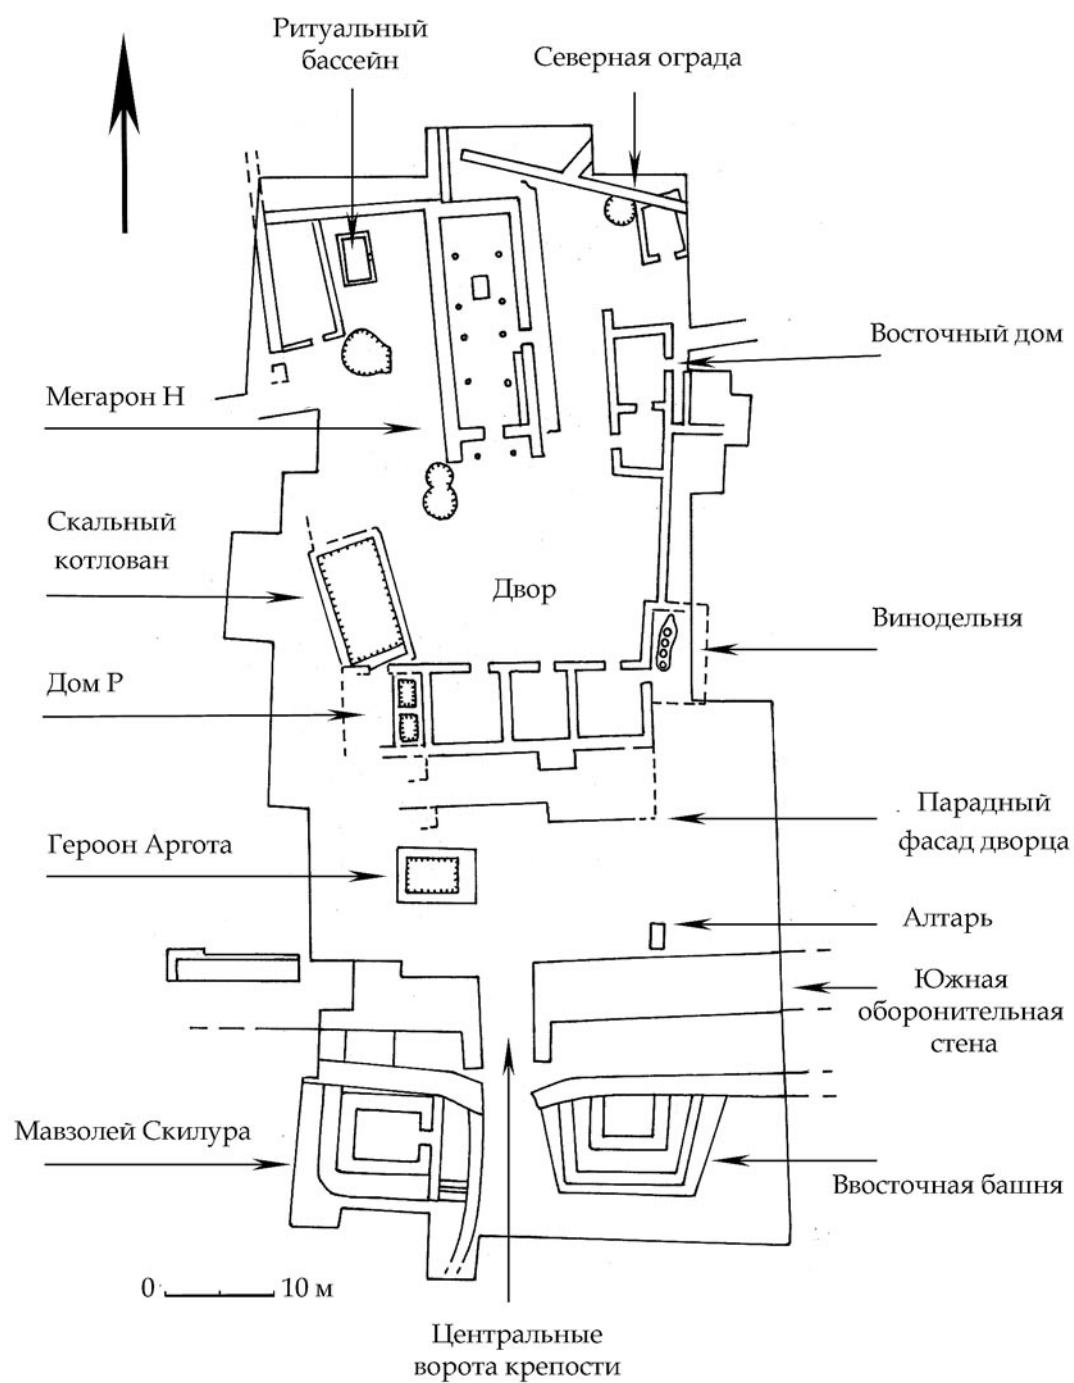 Ритуальный
бассейн
Северная ограда
Восточный дом
Мегарон Н
Скальный
котлован
Двор
Винодельня
Дом Р
Парадный
фасад дворца
Героон Аргота
Алтарь
Южная
оборонительная
стена
Мавзолей Скилура
Ввосточная башня
0 10 м
Центральные
ворота крепости